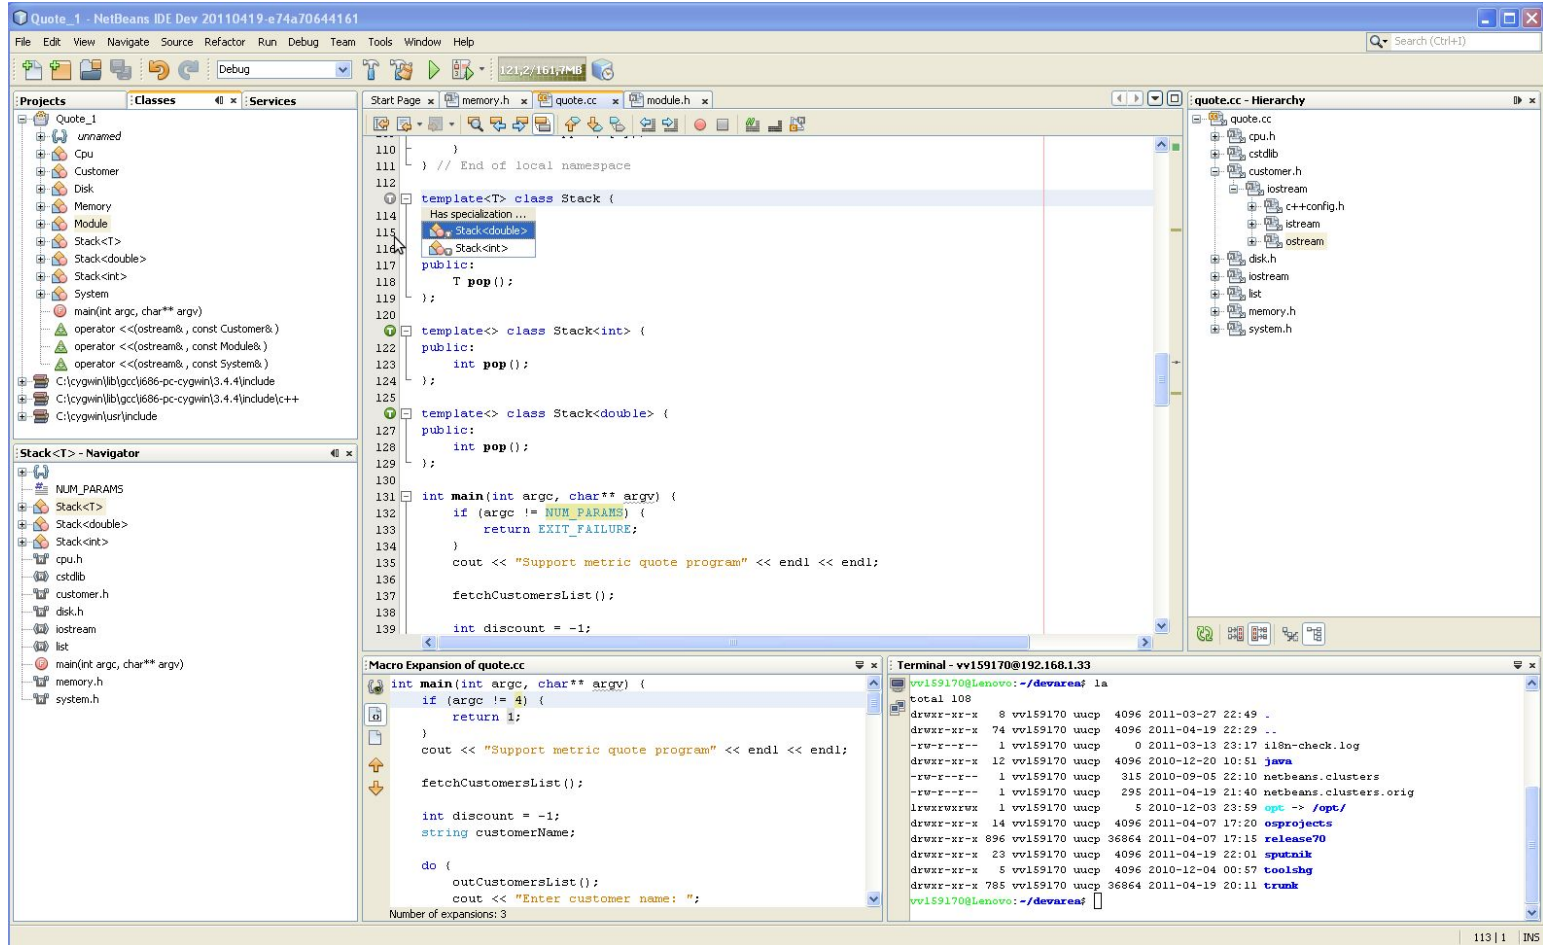 Quote_1 - NetBeans IDE Dev 20110419-e74a70644161
File Edit View Navigate Source Refactor Run Debug Team Tools Window Help
Search (Ctrl+I)
Debug
121,2/161,7MB
Projects Classes Services
Quote_1
unnamed
Cpu
Customer
Disk
Memory
Module
Stack<T>
Stack<double>
Stack<int>
System
main(int argc, char** argv)
operator <<(ostream& , const Customer& )
operator <<(ostream& , const Module& )
operator <<(ostream& , const System& )
C:\cygwin\lib\gcc\i686-pc-cygwin\3.4.4\include
C:\cygwin\lib\gcc\i686-pc-cygwin\3.4.4\include\c++
C:\cygwin\usr\include
Stack<T> - Navigator
NUM_PARAMS
Stack<T>
Stack<double>
Stack<int>
cpu.h
cstdlib
customer.h
disk.h
iostream
list
main(int argc, char** argv)
memory.h
system.h
Start Page memory.h quote.cc module.h
110 }
111 } // End of local namespace
112
template<T> class Stack {
114 Has specialization ...
115 Stack<double>
116 Stack<int>
117 public:
118 T pop();
119 };
120
template<> class Stack<int> {
122 public:
123 int pop();
124 };
125
template<> class Stack<double> {
127 public:
128 int pop();
129 };
130
131 int main(int argc, char** argv) {
132 if (argc != NUM_PARAMS) {
133 return EXIT_FAILURE;
134 }
135 cout << "Support metric quote program" << endl << endl;
136
137 fetchCustomersList();
138
139 int discount = -1;
quote.cc - Hierarchy
quote.cc
cpu.h
cstdlib
customer.h
iostream
c++config.h
istream
ostream
disk.h
iostream
list
memory.h
system.h
Macro Expansion of quote.cc
int main(int argc, char** argv) {
if (argc != 4) {
return 1;
}
cout << "Support metric quote program" << endl << endl;
fetchCustomersList();
int discount = -1;
string customerName;
do {
outCustomersList();
cout << "Enter customer name: ";
Number of expansions: 3
Terminal - vv159170@192.168.1.33
vv159170@Lenovo:~/devarea$ la
total 108
drwxr-xr-x 8 vv159170 uucp 4096 2011-03-27 22:49 .
drwxr-xr-x 74 vv159170 uucp 4096 2011-04-19 22:29 ..
-rw-r--r-- 1 vv159170 uucp 0 2011-03-13 23:17 i18n-check.log
drwxr-xr-x 12 vv159170 uucp 4096 2010-12-20 10:51 java
-rw-r--r-- 1 vv159170 uucp 315 2010-09-05 22:10 netbeans.clusters
-rw-r--r-- 1 vv159170 uucp 295 2011-04-19 21:40 netbeans.clusters.orig
lrwxrwxrwx 1 vv159170 uucp 5 2010-12-03 23:59 opt -> /opt/
drwxr-xr-x 14 vv159170 uucp 4096 2011-04-07 17:20 osprojects
drwxr-xr-x 896 vv159170 uucp 36864 2011-04-07 17:15 release70
drwxr-xr-x 23 vv159170 uucp 4096 2011-04-19 22:01 sputnik
drwxr-xr-x 5 vv159170 uucp 4096 2010-12-04 00:57 toolshg
drwxr-xr-x 785 vv159170 uucp 36864 2011-04-19 20:11 trunk
vv159170@Lenovo:~/devarea$
113 | 1 INS